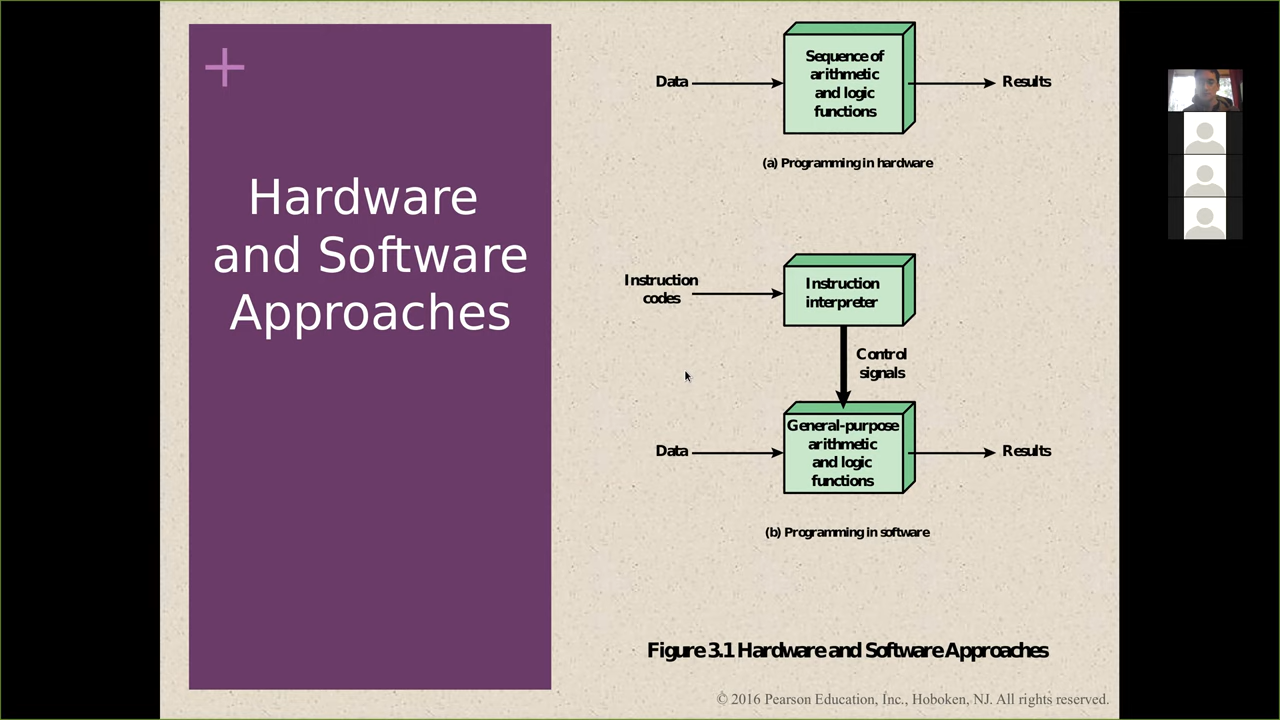 +
Hardware
and Software
Approaches
Data
Sequence of
arithmetic
and logic
functions
Results
(a) Programming in hardware
Instruction
codes
Instruction
interpreter
Control
signals
Data
General-purpose
arithmetic
and logic
functions
Results
(b) Programming in software
Figure 3.1 Hardware and Software Approaches
© 2016 Pearson Education, Inc., Hoboken, NJ. All rights reserved.